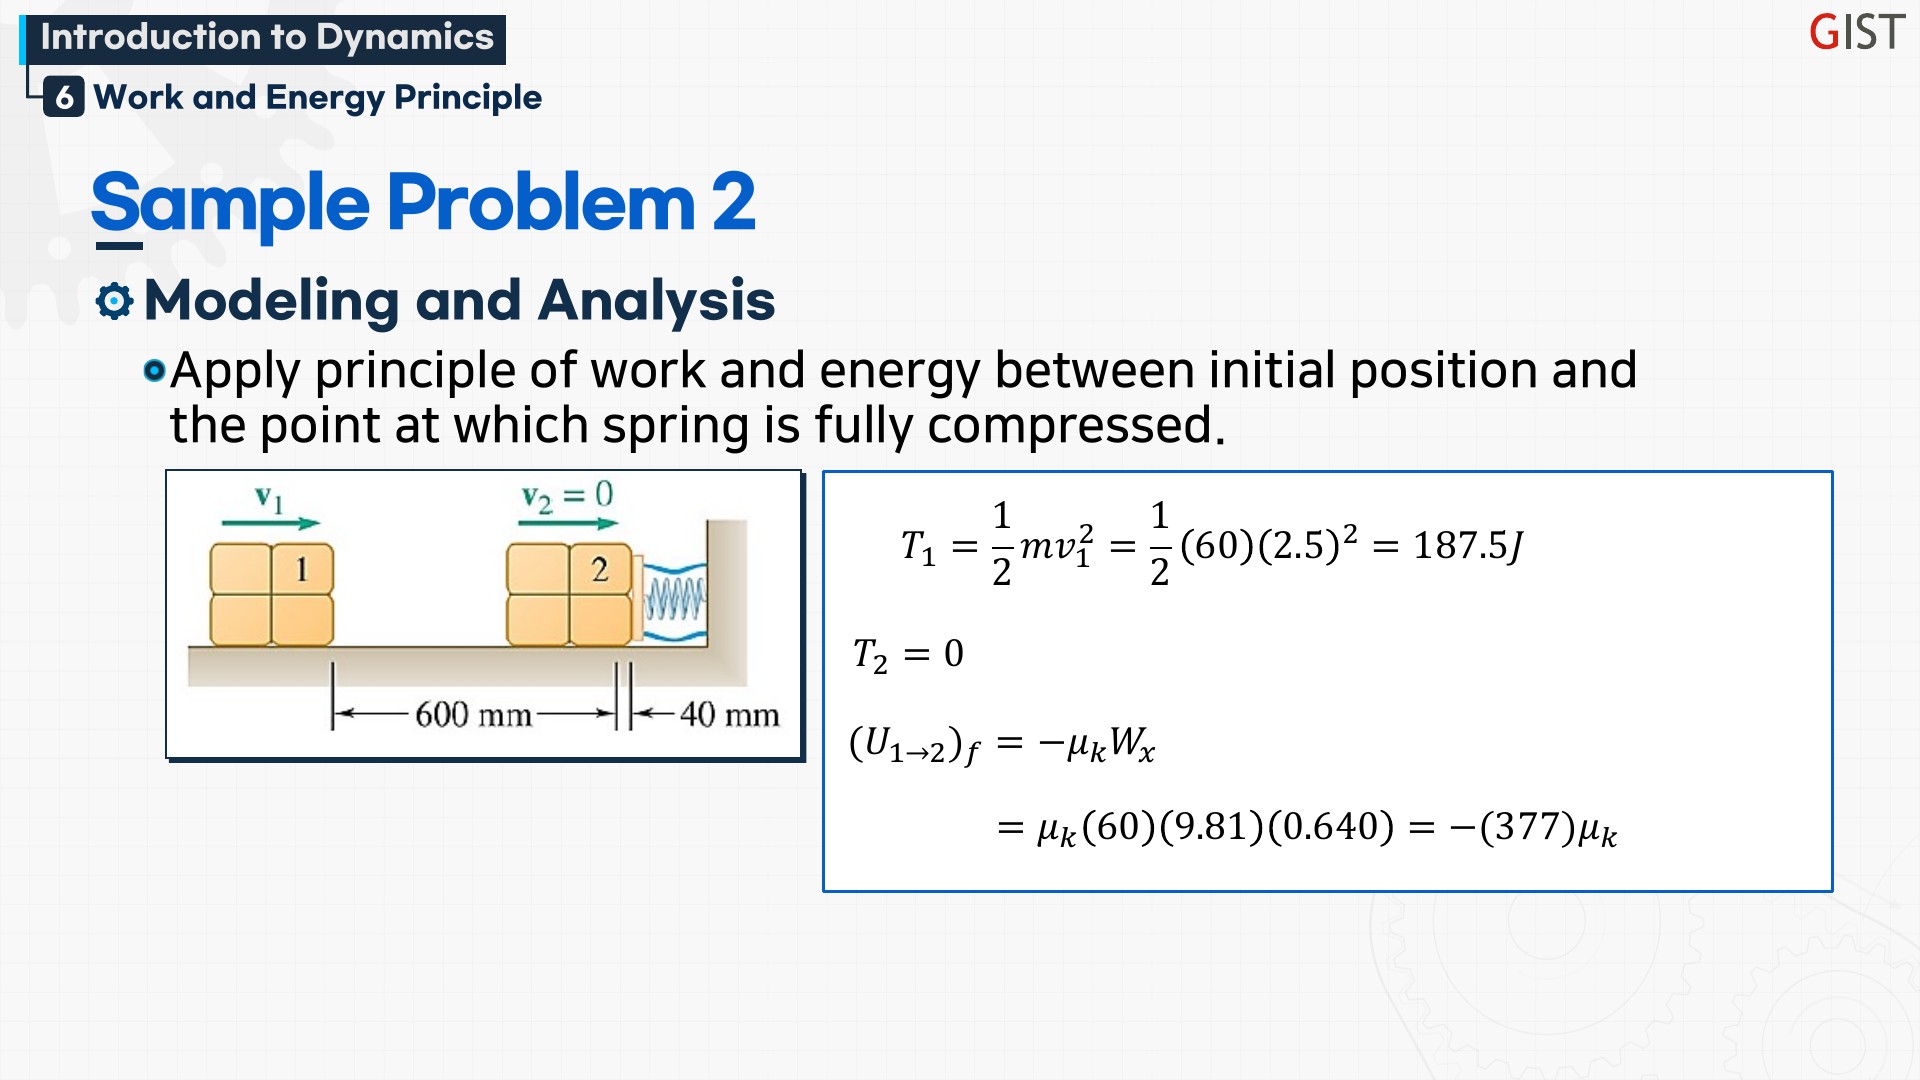 Introduction to Dynamics
GIST
6 Work and Energy Principle
Sample Problem 2
Modeling and Analysis
Apply principle of work and energy between initial position and
the point at which spring is fully compressed.
v₁
v₂ = 0
1
2
600 mm
40 mm
T₁ = 1/2 mv₁² = 1/2 (60)(2.5)² = 187.5J
T₂ = 0
(U₁→₂)_f = −μₖWₓ
= μₖ(60)(9.81)(0.640) = −(377)μₖ